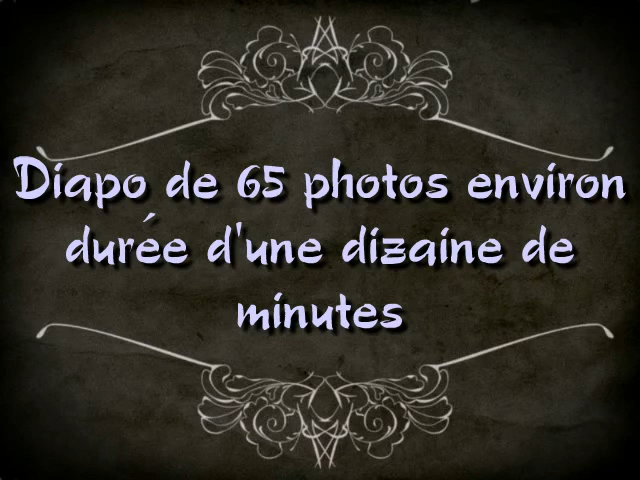 Diapo de 65 photos environ
durée d'une dizaine de
minutes